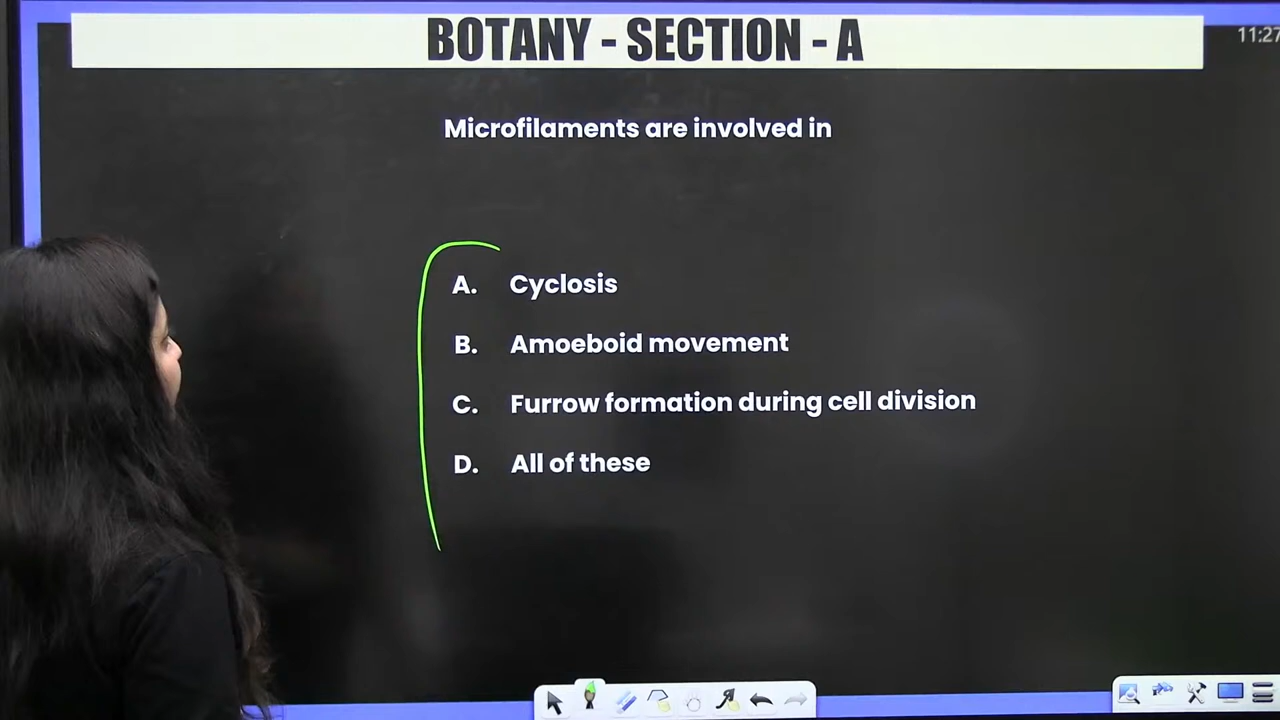 BOTANY - SECTION - A
11:27
Microfilaments are involved in
A. Cyclosis
B. Amoeboid movement
C. Furrow formation during cell division
D. All of these